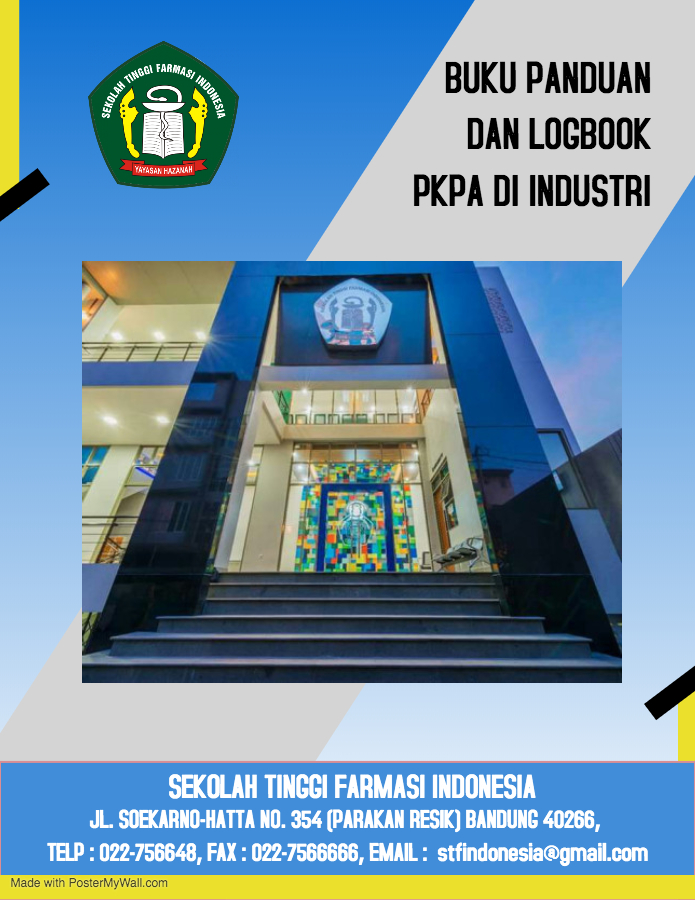 SEKOLAH TINGGI FARMASI INDONESIA
YAYASAN HAZANAH
BUKU PANDUAN
DAN LOGBOOK
PKPA DI INDUSTRI
SEKOLAH TINGGI FARMASI INDONESIA
JL. SOEKARNO-HATTA NO. 354 (PARAKAN RESIK) BANDUNG 40266,
TELP : 022-756648, FAX : 022-7566666, EMAIL : stfindonesia@gmail.com
Made with PosterMyWall.com